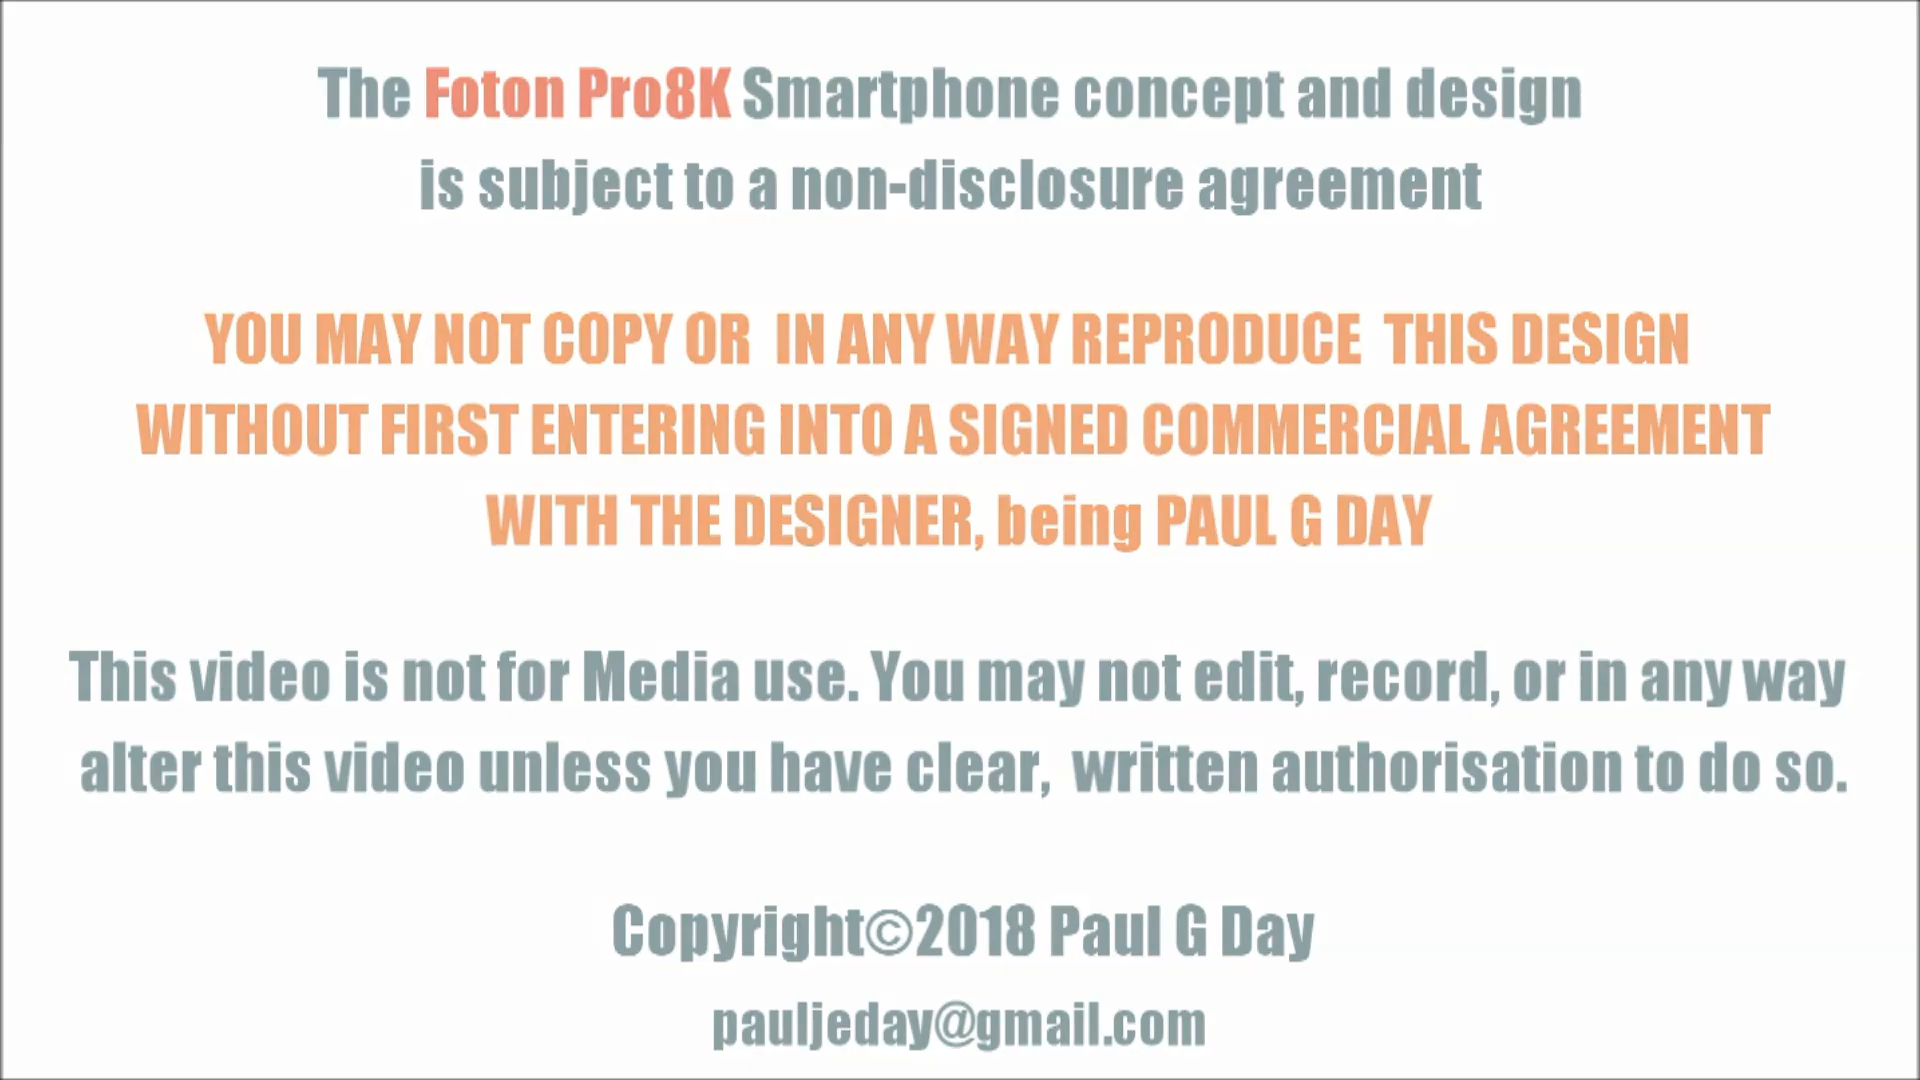 The Foton Pro8K Smartphone concept and design
is subject to a non-disclosure agreement
YOU MAY NOT COPY OR IN ANY WAY REPRODUCE THIS DESIGN
WITHOUT FIRST ENTERING INTO A SIGNED COMMERCIAL AGREEMENT
WITH THE DESIGNER, being PAUL G DAY
This video is not for Media use. You may not edit, record, or in any way
alter this video unless you have clear, written authorisation to do so.
Copyright©2018 Paul G Day
pauljeday@gmail.com